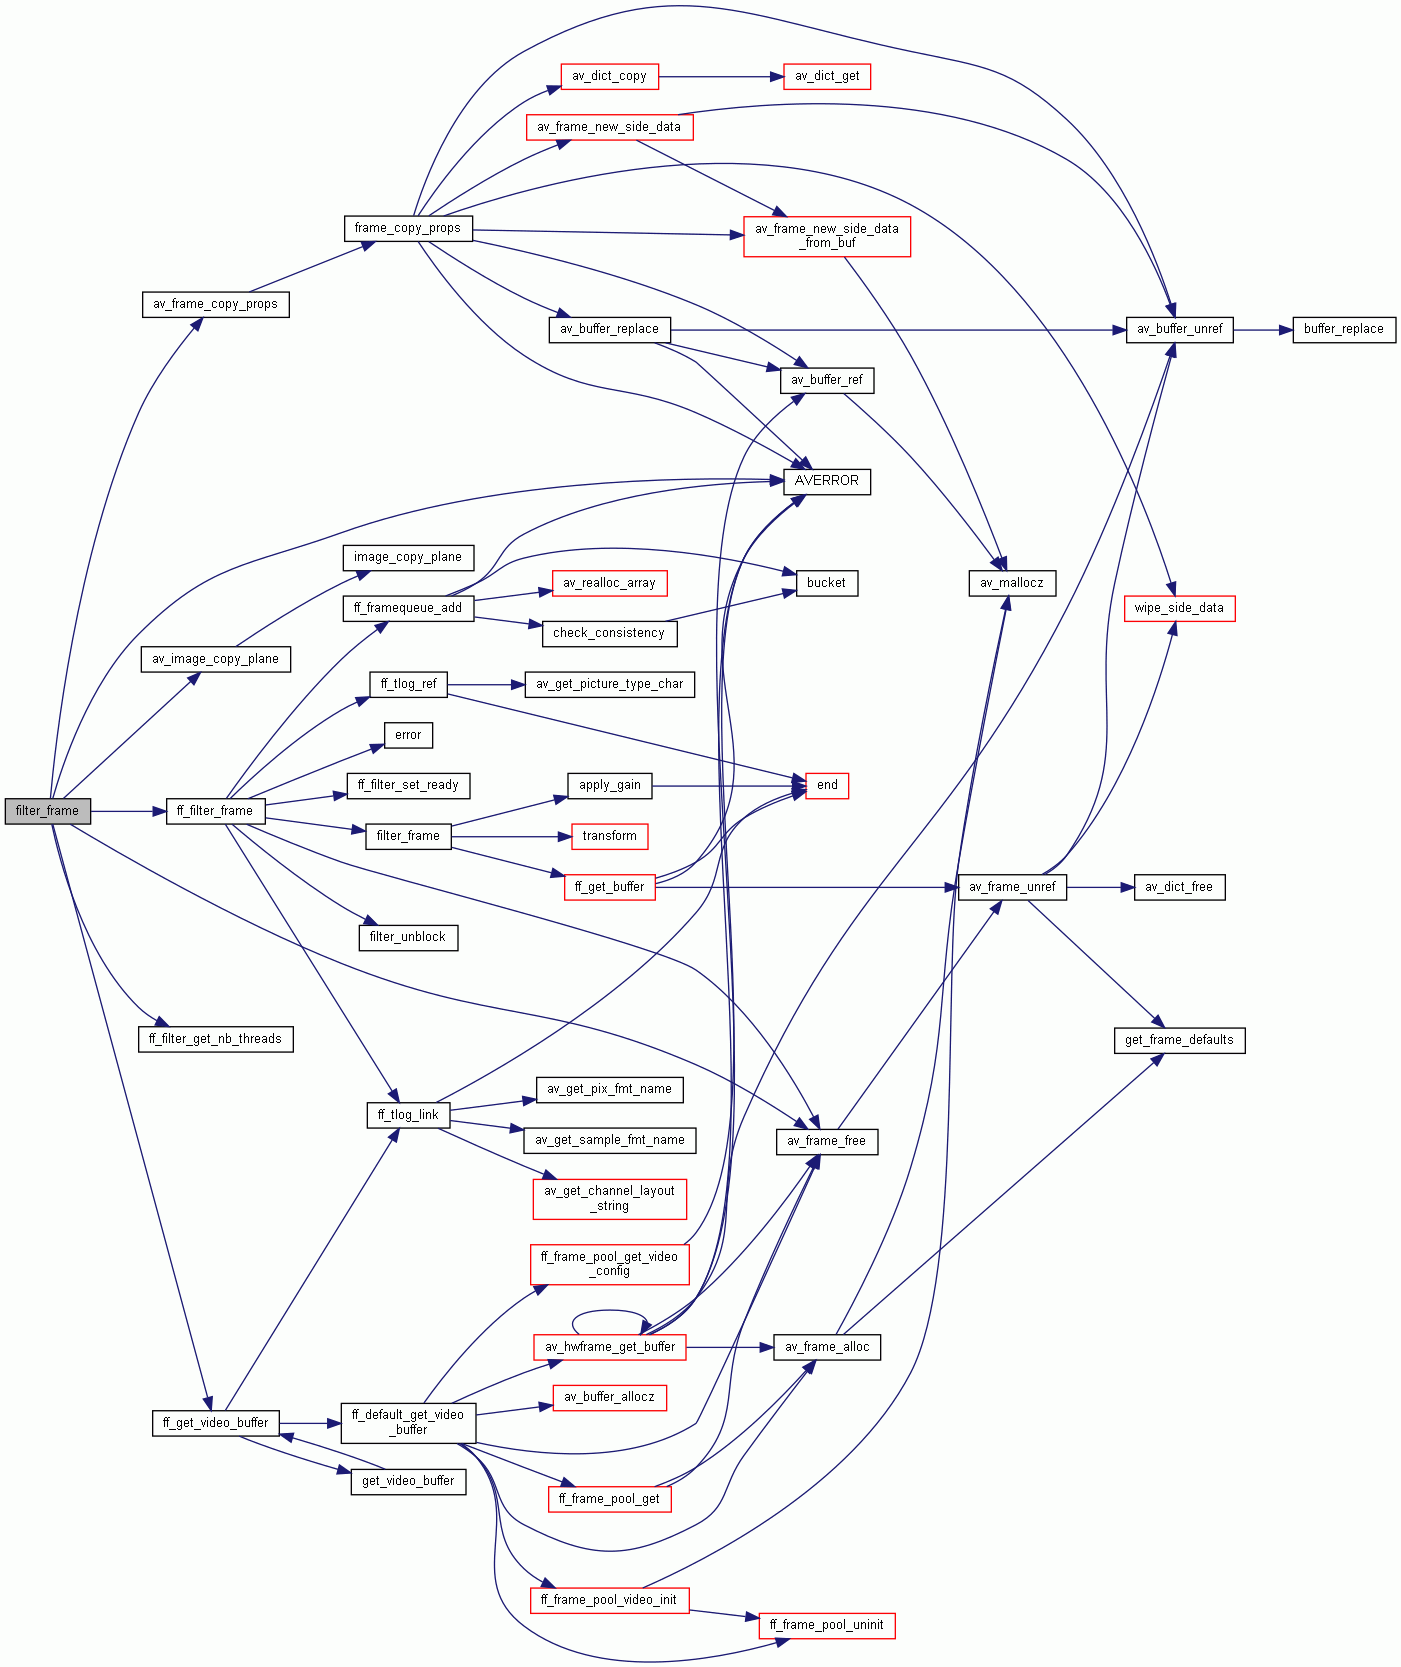 av_dict_copy
av_dict_get
av_frame_new_side_data
frame_copy_props
av_frame_new_side_data
_from_buf
av_frame_copy_props
av_buffer_replace
av_buffer_unref
buffer_replace
av_buffer_ref
AVERROR
image_copy_plane
av_realloc_array
bucket
av_mallocz
ff_framequeue_add
wipe_side_data
check_consistency
av_image_copy_plane
ff_tlog_ref
av_get_picture_type_char
error
ff_filter_set_ready
apply_gain
end
filter_frame
ff_filter_frame
filter_frame
transform
ff_get_buffer
av_frame_unref
av_dict_free
filter_unblock
ff_filter_get_nb_threads
get_frame_defaults
av_get_pix_fmt_name
ff_tlog_link
av_get_sample_fmt_name
av_frame_free
av_get_channel_layout
_string
ff_frame_pool_get_video
_config
av_hwframe_get_buffer
av_frame_alloc
av_buffer_allocz
ff_get_video_buffer
ff_default_get_video
_buffer
get_video_buffer
ff_frame_pool_get
ff_frame_pool_video_init
ff_frame_pool_uninit